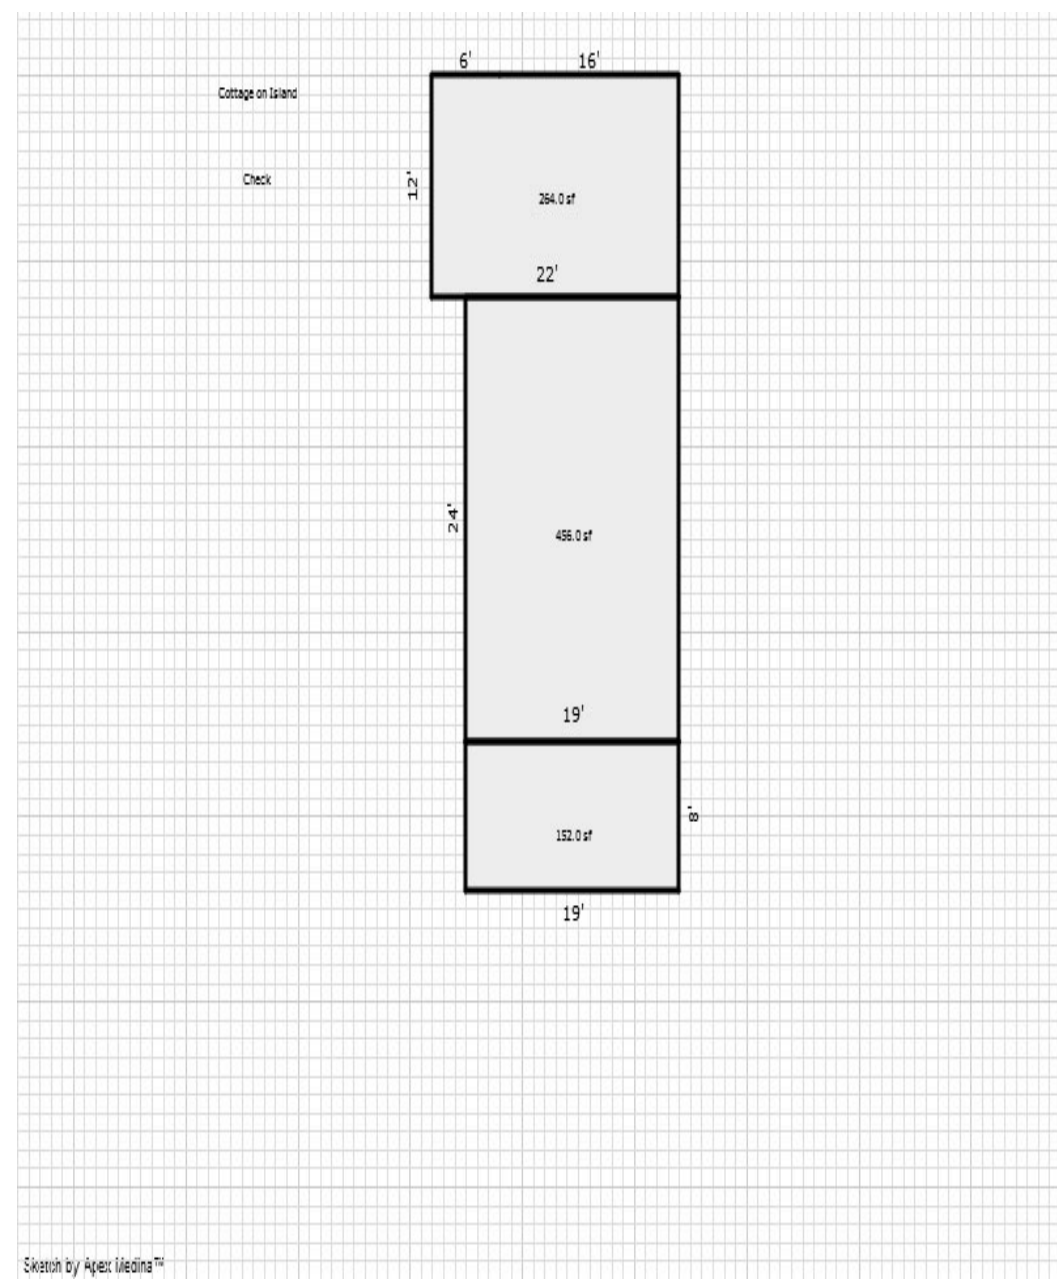 6' 16'
Cottage on Island
Check
12'
264.0 sf
22'
24'
456.0 sf
19'
8'
152.0 sf
19'
Sketch by Apex Medina™